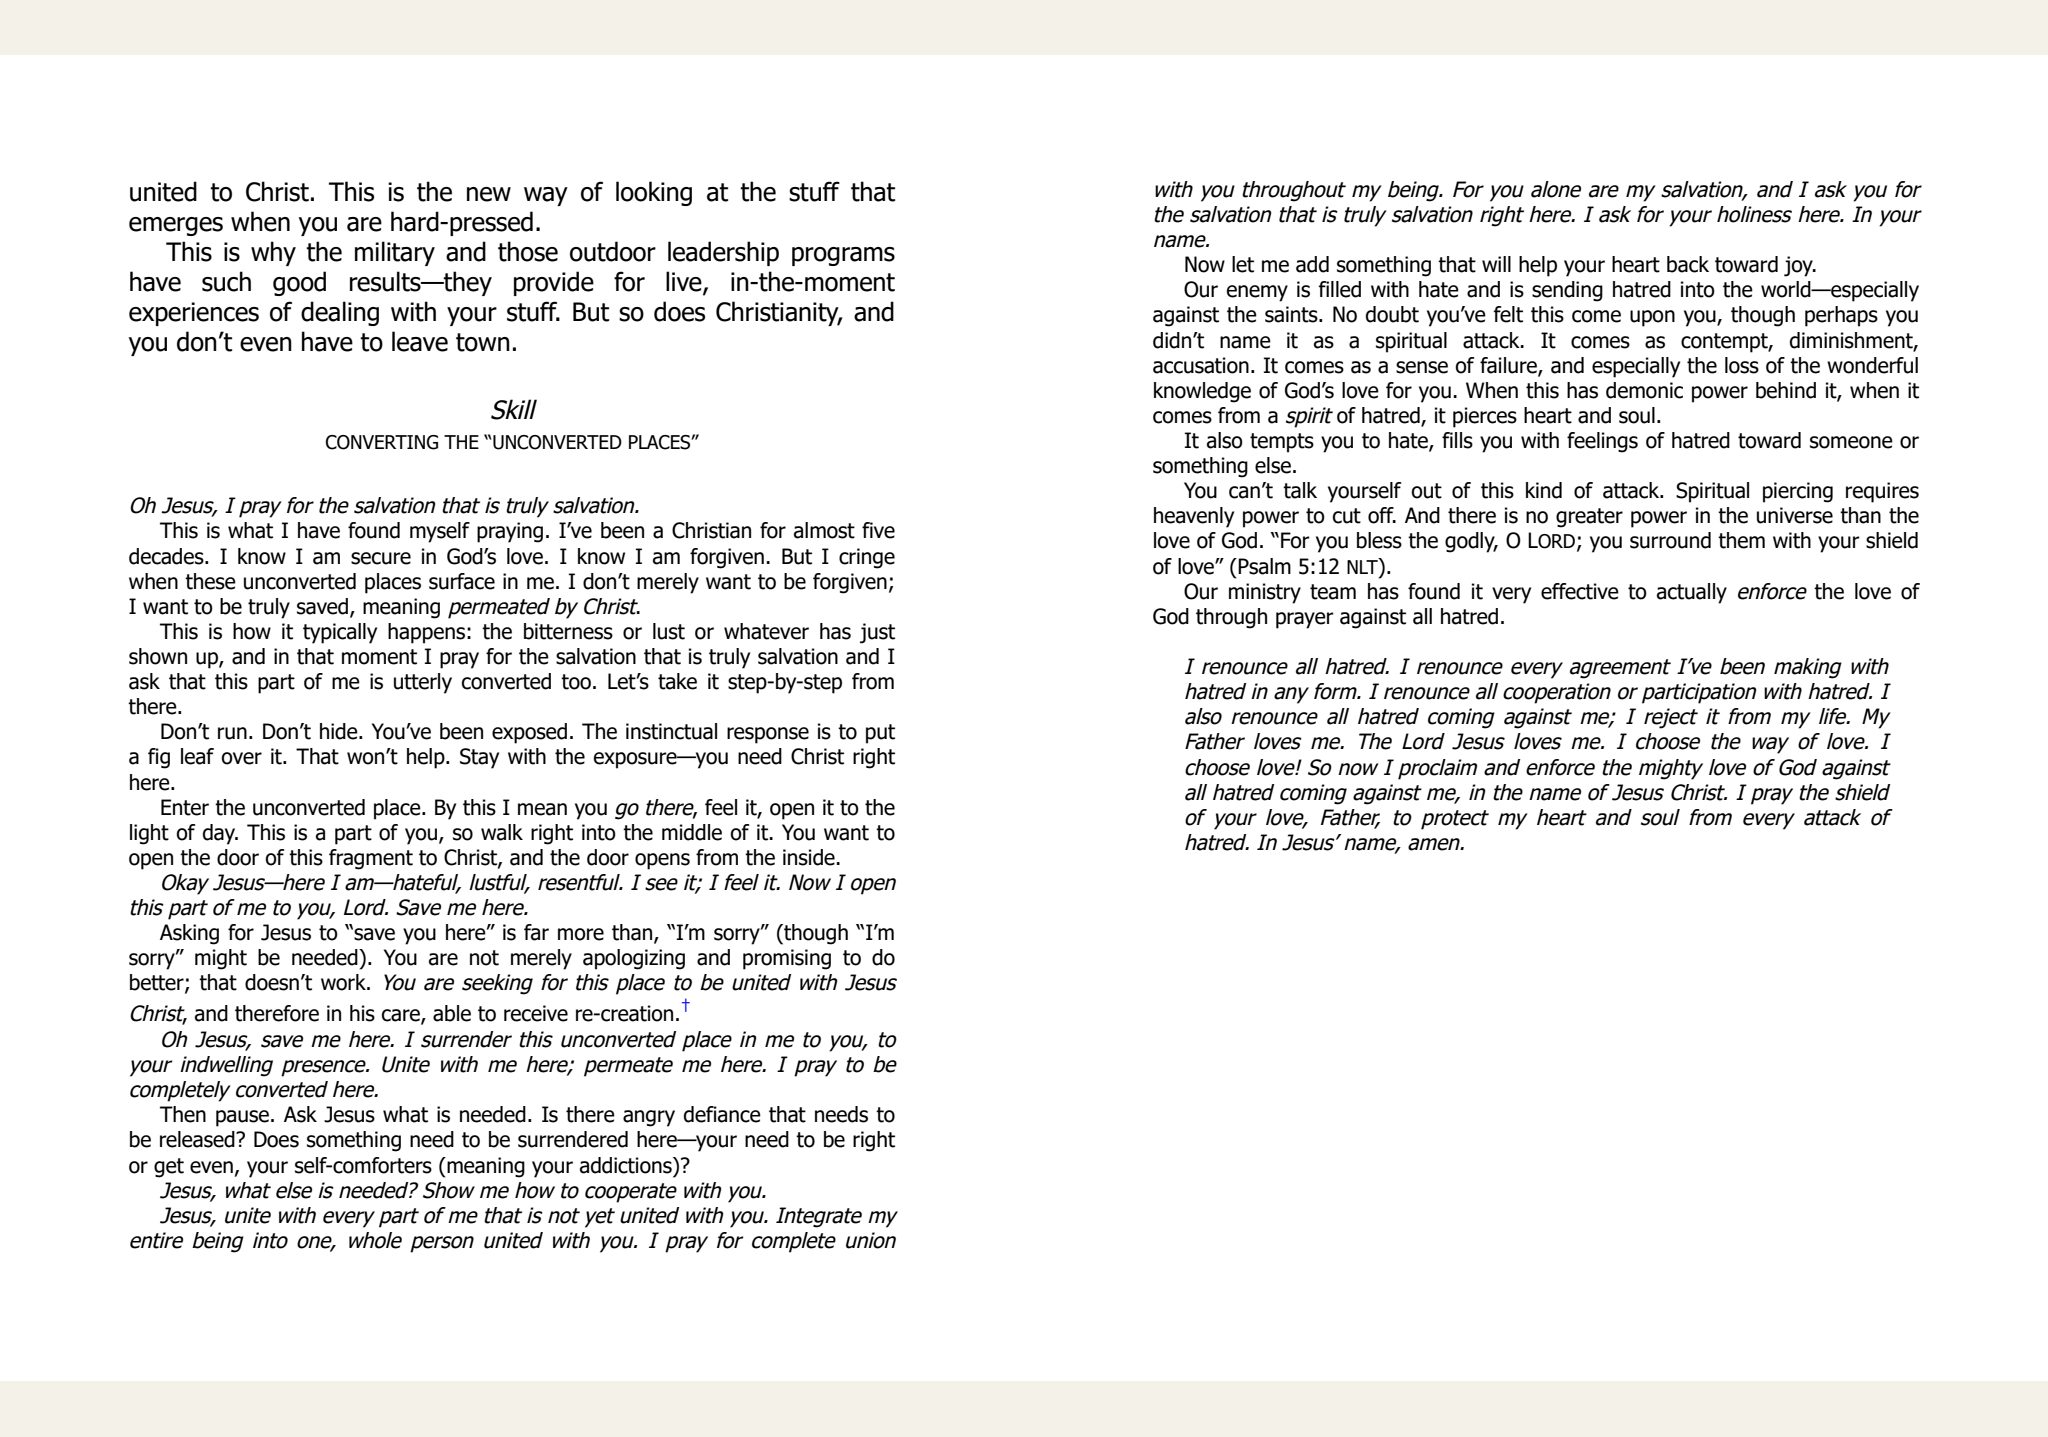 united to Christ. This is the new way of looking at the stuff that
emerges when you are hard-pressed.
This is why the military and those outdoor leadership programs
have such good results—they provide for live, in-the-moment
experiences of dealing with your stuff. But so does Christianity, and
you don’t even have to leave town.
Skill
CONVERTING THE “UNCONVERTED PLACES”
Oh Jesus, I pray for the salvation that is truly salvation.
This is what I have found myself praying. I’ve been a Christian for almost five
decades. I know I am secure in God’s love. I know I am forgiven. But I cringe
when these unconverted places surface in me. I don’t merely want to be forgiven;
I want to be truly saved, meaning permeated by Christ.
This is how it typically happens: the bitterness or lust or whatever has just
shown up, and in that moment I pray for the salvation that is truly salvation and I
ask that this part of me is utterly converted too. Let’s take it step-by-step from
there.
Don’t run. Don’t hide. You’ve been exposed. The instinctual response is to put
a fig leaf over it. That won’t help. Stay with the exposure—you need Christ right
here.
Enter the unconverted place. By this I mean you go there, feel it, open it to the
light of day. This is a part of you, so walk right into the middle of it. You want to
open the door of this fragment to Christ, and the door opens from the inside.
Okay Jesus—here I am—hateful, lustful, resentful. I see it; I feel it. Now I open
this part of me to you, Lord. Save me here.
Asking for Jesus to “save you here” is far more than, “I’m sorry” (though “I’m
sorry” might be needed). You are not merely apologizing and promising to do
better; that doesn’t work. You are seeking for this place to be united with Jesus
Christ, and therefore in his care, able to receive re-creation.†
Oh Jesus, save me here. I surrender this unconverted place in me to you, to
your indwelling presence. Unite with me here; permeate me here. I pray to be
completely converted here.
Then pause. Ask Jesus what is needed. Is there angry defiance that needs to
be released? Does something need to be surrendered here—your need to be right
or get even, your self-comforters (meaning your addictions)?
Jesus, what else is needed? Show me how to cooperate with you.
Jesus, unite with every part of me that is not yet united with you. Integrate my
entire being into one, whole person united with you. I pray for complete union
with you throughout my being. For you alone are my salvation, and I ask you for
the salvation that is truly salvation right here. I ask for your holiness here. In your
name.
Now let me add something that will help your heart back toward joy.
Our enemy is filled with hate and is sending hatred into the world—especially
against the saints. No doubt you’ve felt this come upon you, though perhaps you
didn’t name it as a spiritual attack. It comes as contempt, diminishment,
accusation. It comes as a sense of failure, and especially the loss of the wonderful
knowledge of God’s love for you. When this has demonic power behind it, when it
comes from a spirit of hatred, it pierces heart and soul.
It also tempts you to hate, fills you with feelings of hatred toward someone or
something else.
You can’t talk yourself out of this kind of attack. Spiritual piercing requires
heavenly power to cut off. And there is no greater power in the universe than the
love of God. “For you bless the godly, O LORD; you surround them with your shield
of love” (Psalm 5:12 NLT).
Our ministry team has found it very effective to actually enforce the love of
God through prayer against all hatred.
I renounce all hatred. I renounce every agreement I’ve been making with
hatred in any form. I renounce all cooperation or participation with hatred. I
also renounce all hatred coming against me; I reject it from my life. My
Father loves me. The Lord Jesus loves me. I choose the way of love. I
choose love! So now I proclaim and enforce the mighty love of God against
all hatred coming against me, in the name of Jesus Christ. I pray the shield
of your love, Father, to protect my heart and soul from every attack of
hatred. In Jesus’ name, amen.